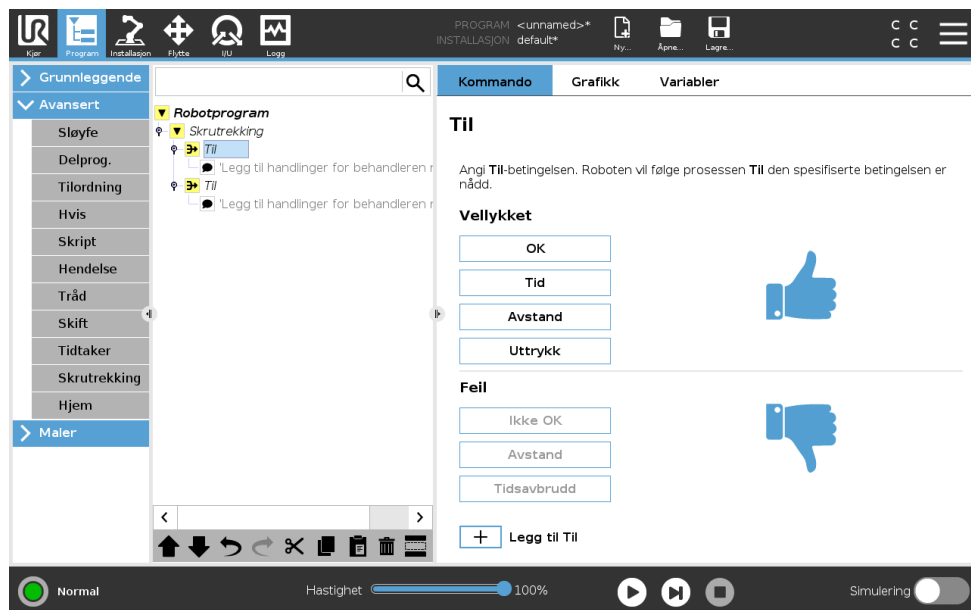 UR
Kjør
Program
Installasjon
Flytte
I/U
Logg
PROGRAM <unnamed>*
INSTALLASJON default*
Ny...
Åpne...
Lagre...
C C
C C
Grunnleggende
Avansert
Sløyfe
Delprog.
Tilordning
Hvis
Skript
Hendelse
Tråd
Skift
Tidtaker
Skrutrekking
Hjem
Maler
Robotprogram
Skrutrekking
Til
'Legg til handlinger for behandleren
Til
'Legg til handlinger for behandleren
Kommando
Grafikk
Variabler
Til
Angi Til-betingelsen. Roboten vil følge prosessen Til den spesifiserte betingelsen er
nådd.
Vellykket
OK
Tid
Avstand
Uttrykk
Feil
Ikke OK
Avstand
Tidsavbrudd
+ Legg til Til
Normal
Hastighet
100%
Simulering